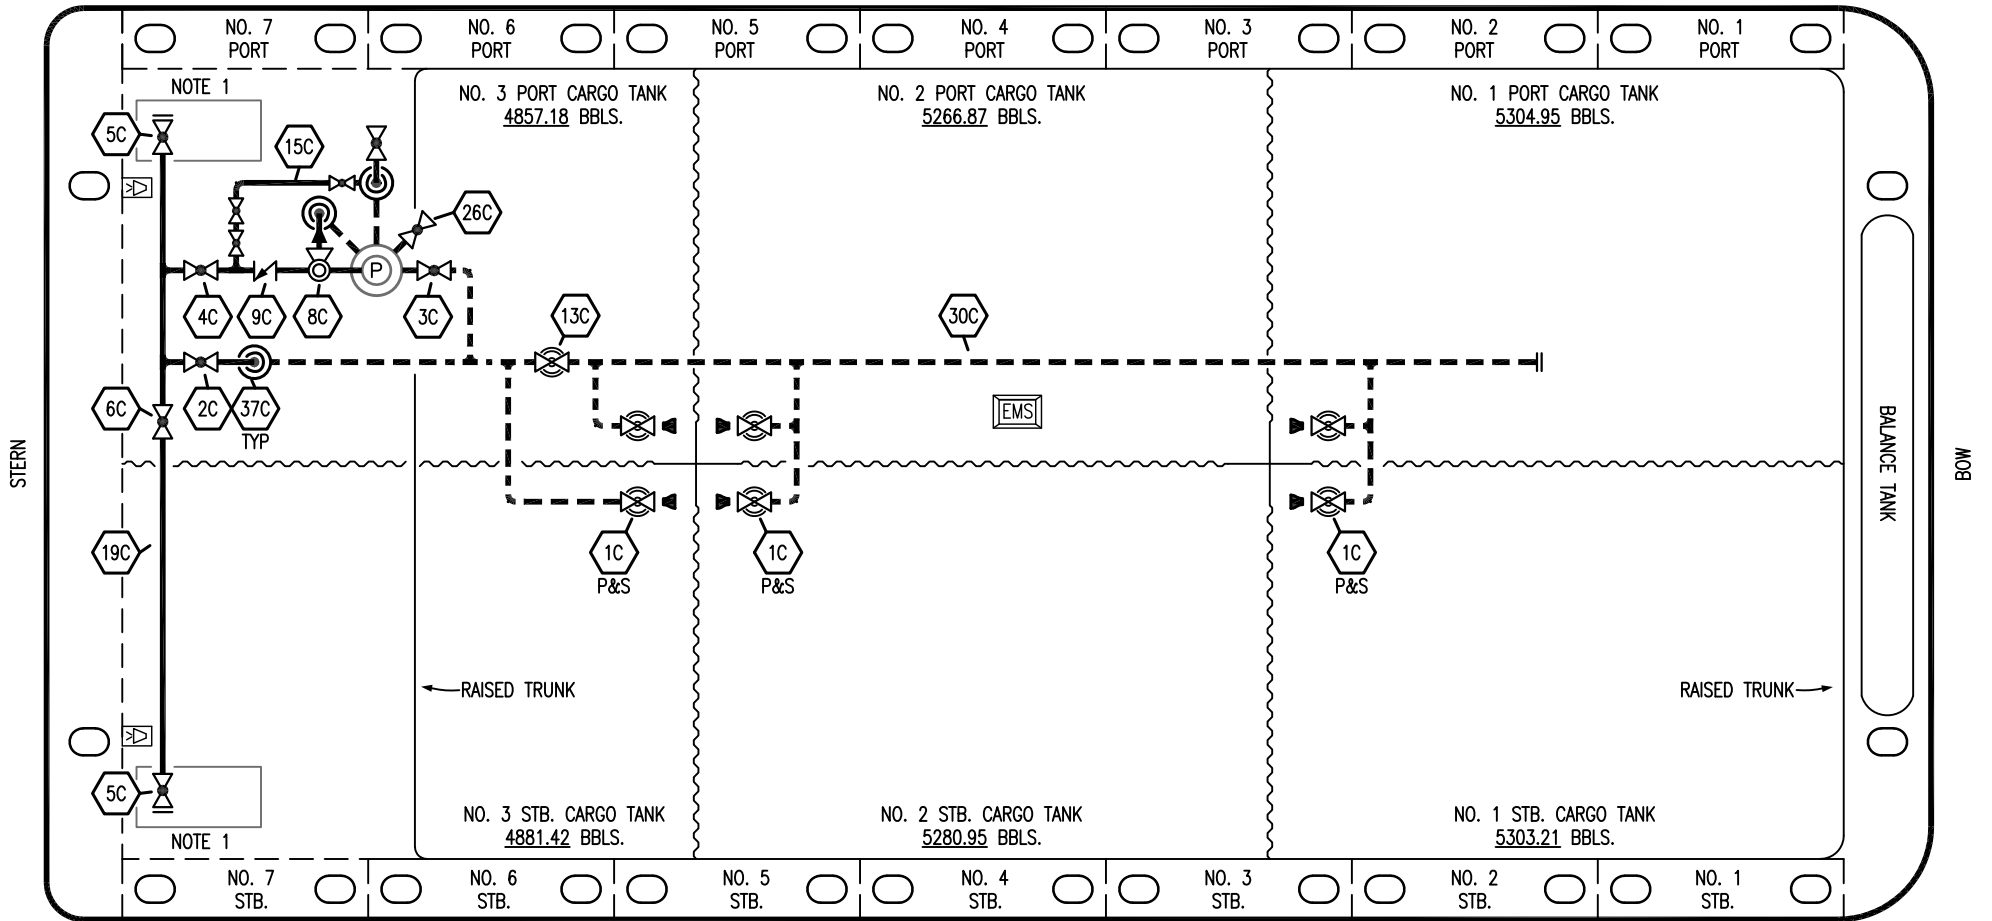 NO. 7
PORT
NO. 6
PORT
NO. 5
PORT
NO. 4
PORT
NO. 3
PORT
NO. 2
PORT
NO. 1
PORT
NOTE 1
NO. 3 PORT CARGO TANK
4857.18 BBLS.
NO. 2 PORT CARGO TANK
5266.87 BBLS.
NO. 1 PORT CARGO TANK
5304.95 BBLS.
5C
15C
26C
P
4C
9C
8C
3C
13C
30C
6C
2C
37C
TYP
EMS
STERN
BALANCE TANK
BOW
19C
1C
P&S
1C
P&S
1C
P&S
RAISED TRUNK
RAISED TRUNK
5C
NOTE 1
NO. 3 STB. CARGO TANK
4881.42 BBLS.
NO. 2 STB. CARGO TANK
5280.95 BBLS.
NO. 1 STB. CARGO TANK
5303.21 BBLS.
NO. 7
STB.
NO. 6
STB.
NO. 5
STB.
NO. 4
STB.
NO. 3
STB.
NO. 2
STB.
NO. 1
STB.